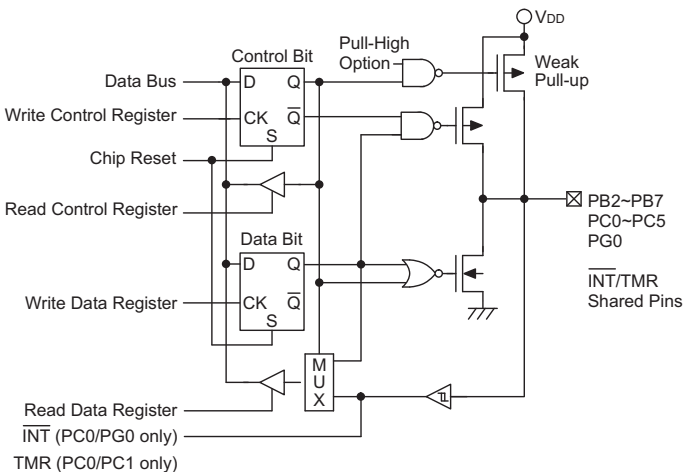 VDD
Control Bit
Pull-High
Option
Weak
Pull-up
Data Bus
D
Q
Write Control Register
CK
Q
S
Chip Reset
Read Control Register
PB2~PB7
PC0~PC5
PG0
INT/TMR
Shared Pins
Data Bit
D
Q
Write Data Register
CK
Q
S
M
U
X
Read Data Register
INT (PC0/PG0 only)
TMR (PC0/PC1 only)